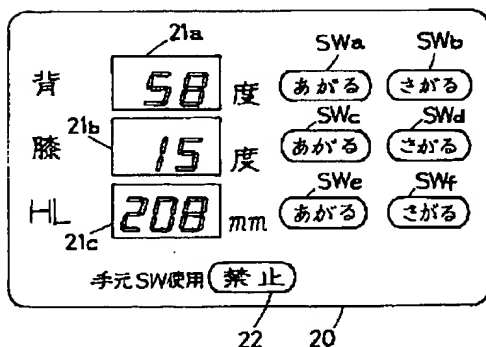 21a SWa SWb
背 58 度 あがる さがる
21b SWc SWd
膝 15 度 あがる さがる
SWe SWf
HL 208 mm あがる さがる
21c
手元SW使用 禁止
22 20